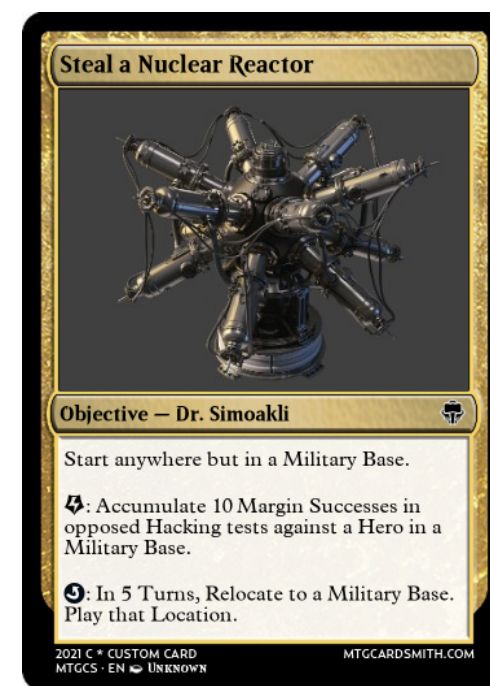 Steal a Nuclear Reactor
Objective — Dr. Simoakli
Start anywhere but in a Military Base.
: Accumulate 10 Margin Successes in
opposed Hacking tests against a Hero in a
Military Base.
: In 5 Turns, Relocate to a Military Base.
Play that Location.
2021 C * CUSTOM CARD
MTGCARDSMITH.COM
MTGCS · EN UNKNOWN